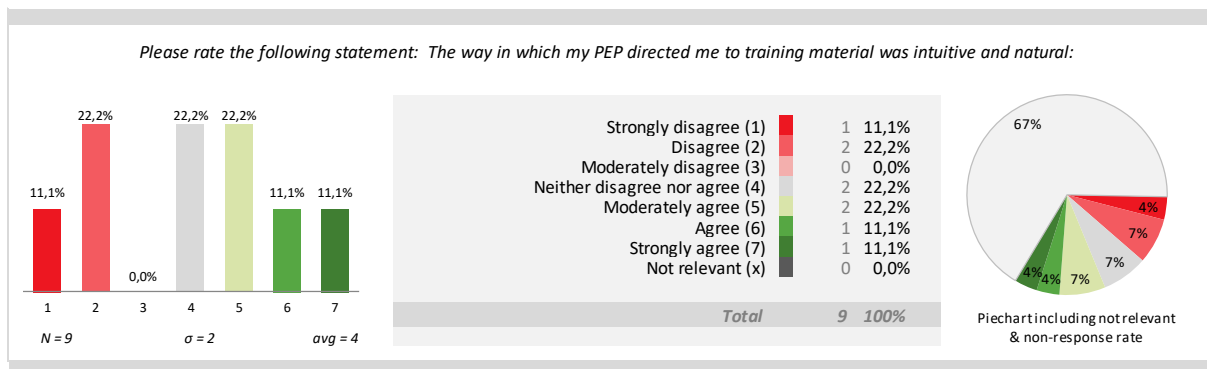 Please rate the following statement:  The way in which my PEP directed me to training material was intuitive and natural:
11,1%
22,2%
0,0%
22,2%
22,2%
11,1%
11,1%
1 2 3 4 5 6 7
N = 9 σ = 2 avg = 4
Strongly disagree (1) 1 11,1%
Disagree (2) 2 22,2%
Moderately disagree (3) 0 0,0%
Neither disagree nor agree (4) 2 22,2%
Moderately agree (5) 2 22,2%
Agree (6) 1 11,1%
Strongly agree (7) 1 11,1%
Not relevant (x) 0 0,0%
Total 9 100%
67%
4%
7%
7%
7%
4%
4%
Piechart including not relevant
& non-response rate